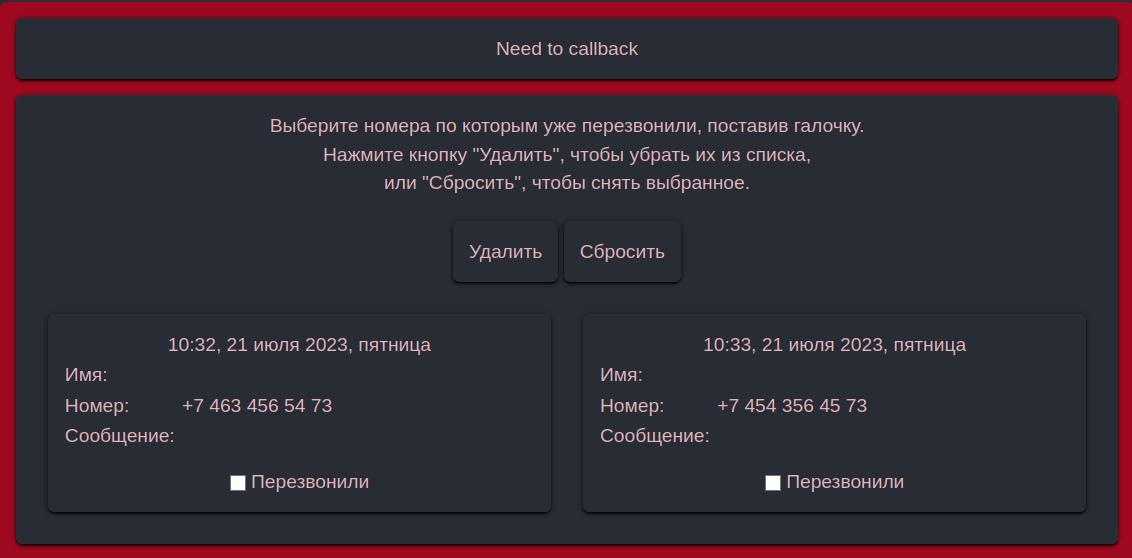 Need to callback
Выберите номера по которым уже перезвонили, поставив галочку.
Нажмите кнопку "Удалить", чтобы убрать их из списка,
или "Сбросить", чтобы снять выбранное.
Удалить Сбросить
10:32, 21 июля 2023, пятница
Имя:
Номер: +7 463 456 54 73
Сообщение:
Перезвонили
10:33, 21 июля 2023, пятница
Имя:
Номер: +7 454 356 45 73
Сообщение:
Перезвонили